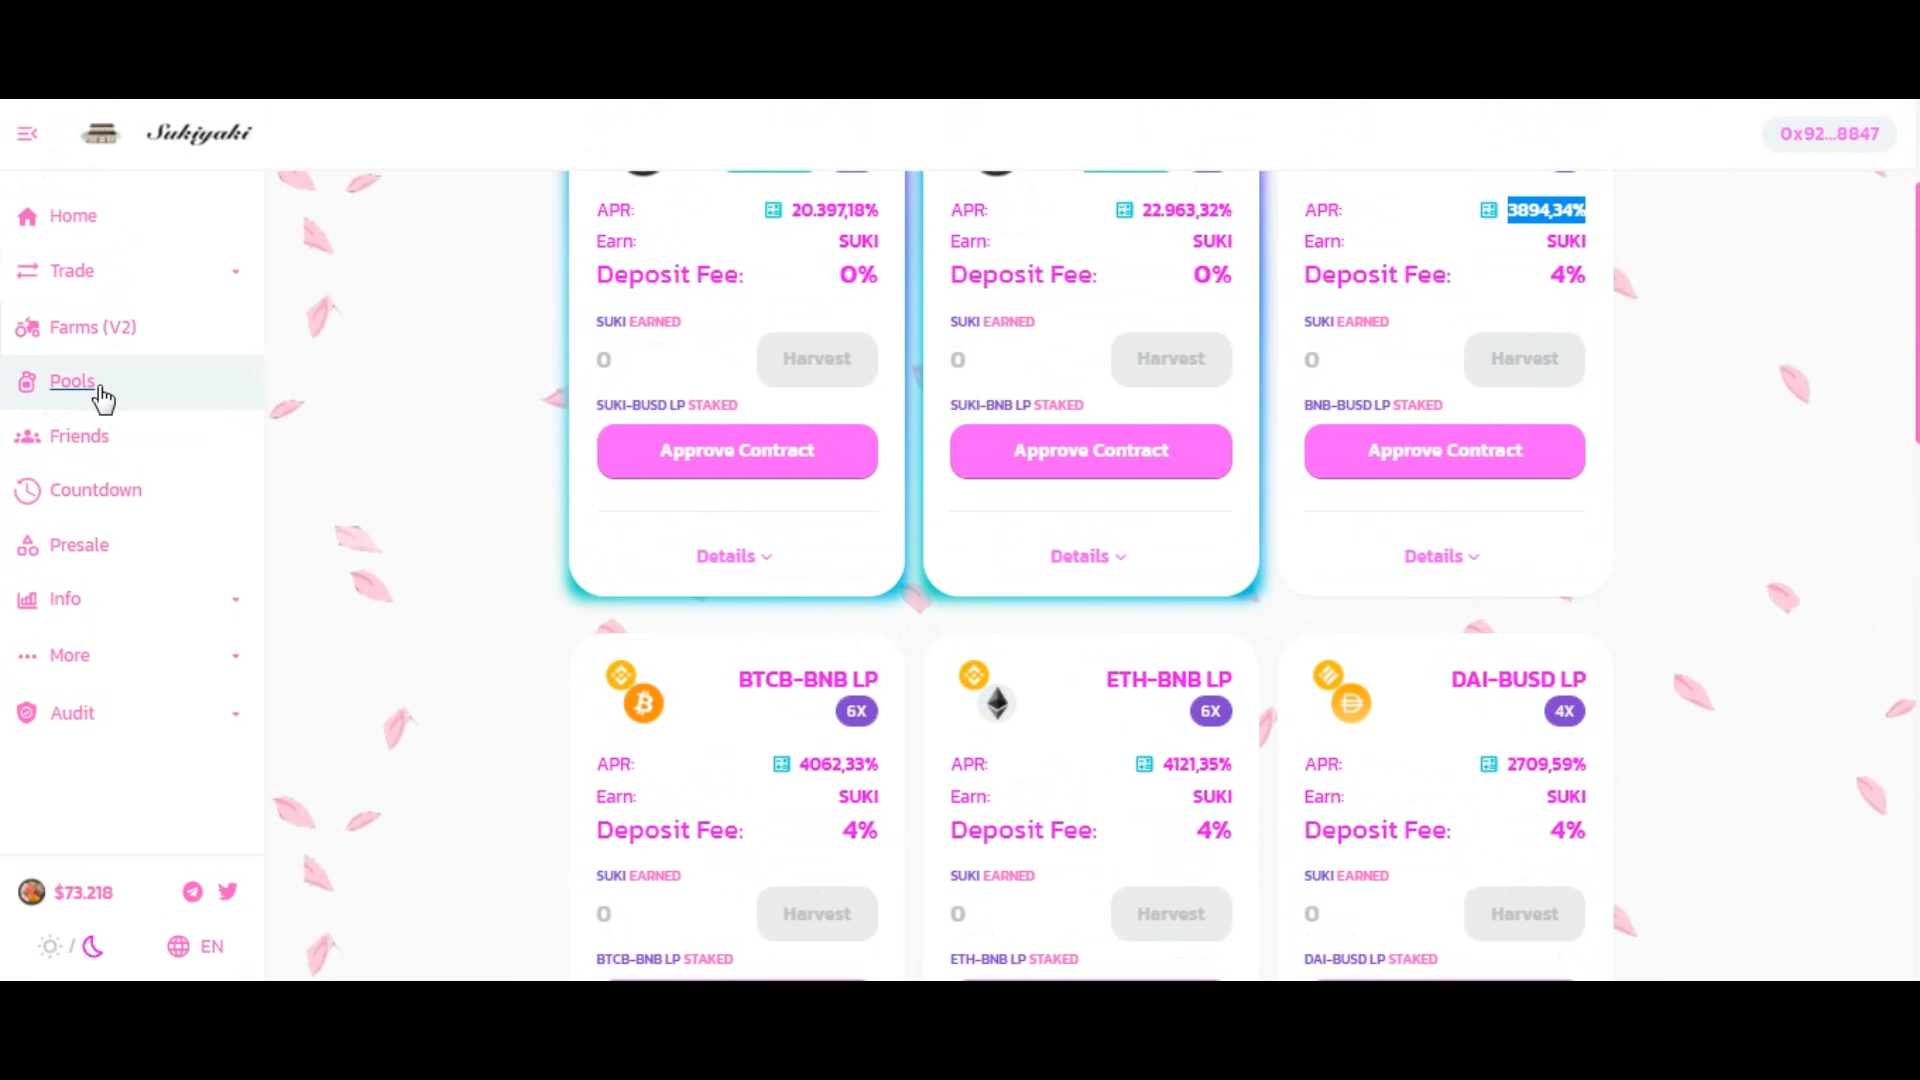 Sukiyaki
0x92...8847
Home
Trade
Farms (V2)
Pools
Friends
Countdown
Presale
Info
More
Audit
$73.218
/
EN
APR: 20.397,18%
Earn: SUKI
Deposit Fee: 0%
SUKI EARNED
0 Harvest
SUKI-BUSD LP STAKED
Approve Contract
Details
APR: 22.963,32%
Earn: SUKI
Deposit Fee: 0%
SUKI EARNED
0 Harvest
SUKI-BNB LP STAKED
Approve Contract
Details
APR: 3894,34%
Earn: SUKI
Deposit Fee: 4%
SUKI EARNED
0 Harvest
BNB-BUSD LP STAKED
Approve Contract
Details
BTCB-BNB LP
6X
APR: 4062,33%
Earn: SUKI
Deposit Fee: 4%
SUKI EARNED
0 Harvest
BTCB-BNB LP STAKED
ETH-BNB LP
6X
APR: 4121,35%
Earn: SUKI
Deposit Fee: 4%
SUKI EARNED
0 Harvest
ETH-BNB LP STAKED
DAI-BUSD LP
4X
APR: 2709,59%
Earn: SUKI
Deposit Fee: 4%
SUKI EARNED
0 Harvest
DAI-BUSD LP STAKED